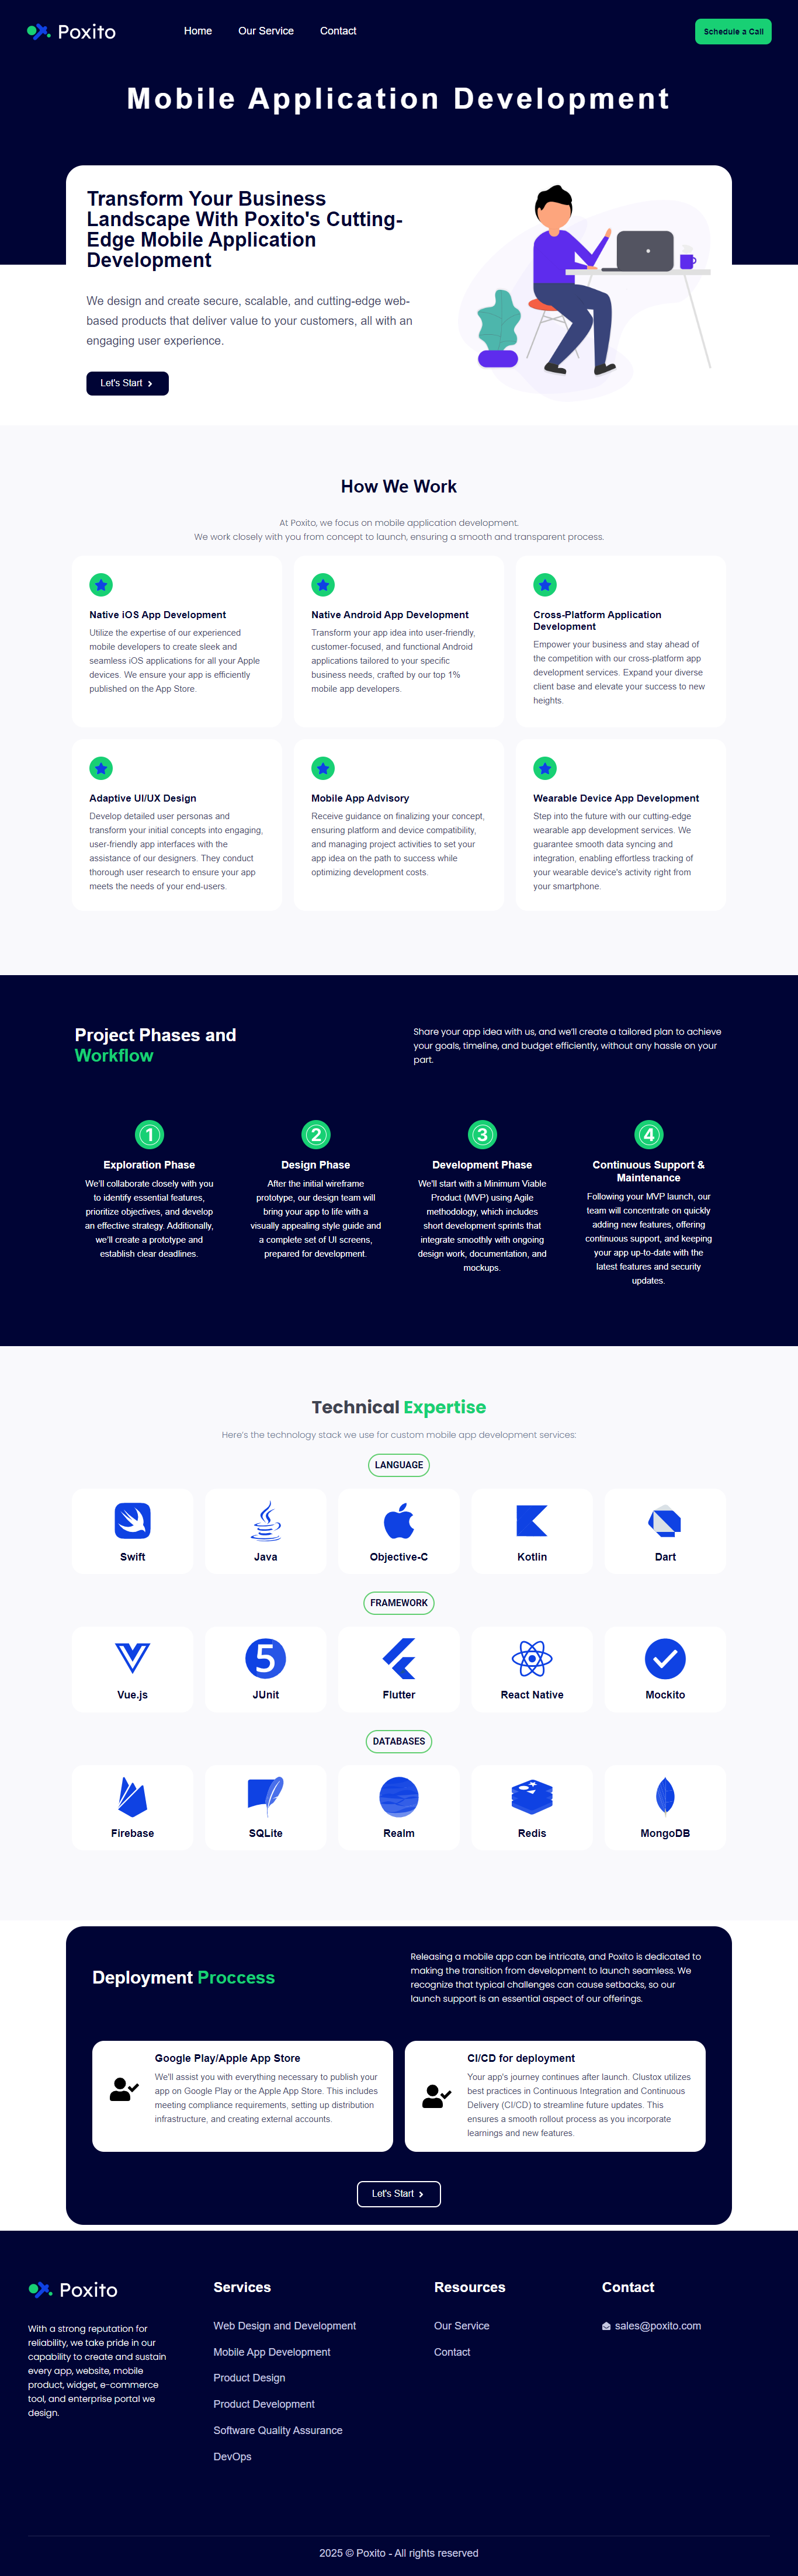 Poxito
Home
Our Service
Contact
Schedule a Call
Mobile Application Development
Transform Your Business
Landscape With Poxito's Cutting-
Edge Mobile Application
Development
We design and create secure, scalable, and cutting-edge web-
based products that deliver value to your customers, all with an
engaging user experience.
Let's Start
How We Work
At Poxito, we focus on mobile application development.
We work closely with you from concept to launch, ensuring a smooth and transparent process.
Native iOS App Development
Utilize the expertise of our experienced
mobile developers to create sleek and
seamless iOS applications for all your Apple
devices. We ensure your app is efficiently
published on the App Store.
Native Android App Development
Transform your app idea into user-friendly,
customer-focused, and functional Android
applications tailored to your specific
business needs, crafted by our top 1%
mobile app developers.
Cross-Platform Application
Development
Empower your business and stay ahead of
the competition with our cross-platform app
development services. Expand your diverse
client base and elevate your success to new
heights.
Adaptive UI/UX Design
Develop detailed user personas and
transform your initial concepts into engaging,
user-friendly app interfaces with the
assistance of our designers. They conduct
thorough user research to ensure your app
meets the needs of your end-users.
Mobile App Advisory
Receive guidance on finalizing your concept,
ensuring platform and device compatibility,
and managing project activities to set your
app idea on the path to success while
optimizing development costs.
Wearable Device App Development
Step into the future with our cutting-edge
wearable app development services. We
guarantee smooth data syncing and
integration, enabling effortless tracking of
your wearable device's activity right from
your smartphone.
Project Phases and
Workflow
Share your app idea with us, and we'll create a tailored plan to achieve
your goals, timeline, and budget efficiently, without any hassle on your
part.
1
Exploration Phase
We'll collaborate closely with you
to identify essential features,
prioritize objectives, and develop
an effective strategy. Additionally,
we'll create a prototype and
establish clear deadlines.
2
Design Phase
After the initial wireframe
prototype, our design team will
bring your app to life with a
visually appealing style guide and
a complete set of UI screens,
prepared for development.
3
Development Phase
We'll start with a Minimum Viable
Product (MVP) using Agile
methodology, which includes
short development sprints that
integrate smoothly with ongoing
design work, documentation, and
mockups.
4
Continuous Support &
Maintenance
Following your MVP launch, our
team will concentrate on quickly
adding new features, offering
continuous support, and keeping
your app up-to-date with the
latest features and security
updates.
Technical Expertise
Here's the technology stack we use for custom mobile app development services:
LANGUAGE
Swift
Java
Objective-C
Kotlin
Dart
FRAMEWORK
Vue.js
5
JUnit
Flutter
React Native
Mockito
DATABASES
Firebase
SQLite
Realm
Redis
MongoDB
Deployment Proccess
Releasing a mobile app can be intricate, and Poxito is dedicated to
making the transition from development to launch seamless. We
recognize that typical challenges can cause setbacks, so our
launch support is an essential aspect of our offerings.
Google Play/Apple App Store
We'll assist you with everything necessary to publish your
app on Google Play or the Apple App Store. This includes
meeting compliance requirements, setting up distribution
infrastructure, and creating external accounts.
CI/CD for deployment
Your app's journey continues after launch. Clustox utilizes
best practices in Continuous Integration and Continuous
Delivery (CI/CD) to streamline future updates. This
ensures a smooth rollout process as you incorporate
learnings and new features.
Let's Start
Poxito
With a strong reputation for
reliability, we take pride in our
capability to create and sustain
every app, website, mobile
product, widget, e-commerce
tool, and enterprise portal we
design.
Services
Web Design and Development
Mobile App Development
Product Design
Product Development
Software Quality Assurance
DevOps
Resources
Our Service
Contact
Contact
sales@poxito.com
2025 © Poxito - All rights reserved